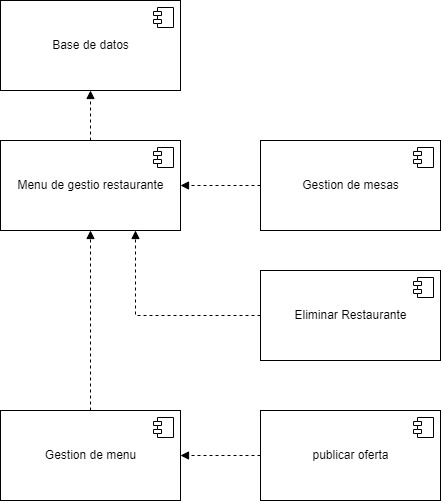 Base de datos
Menu de gestio restaurante
Gestion de mesas
Eliminar Restaurante
Gestion de menu
publicar oferta